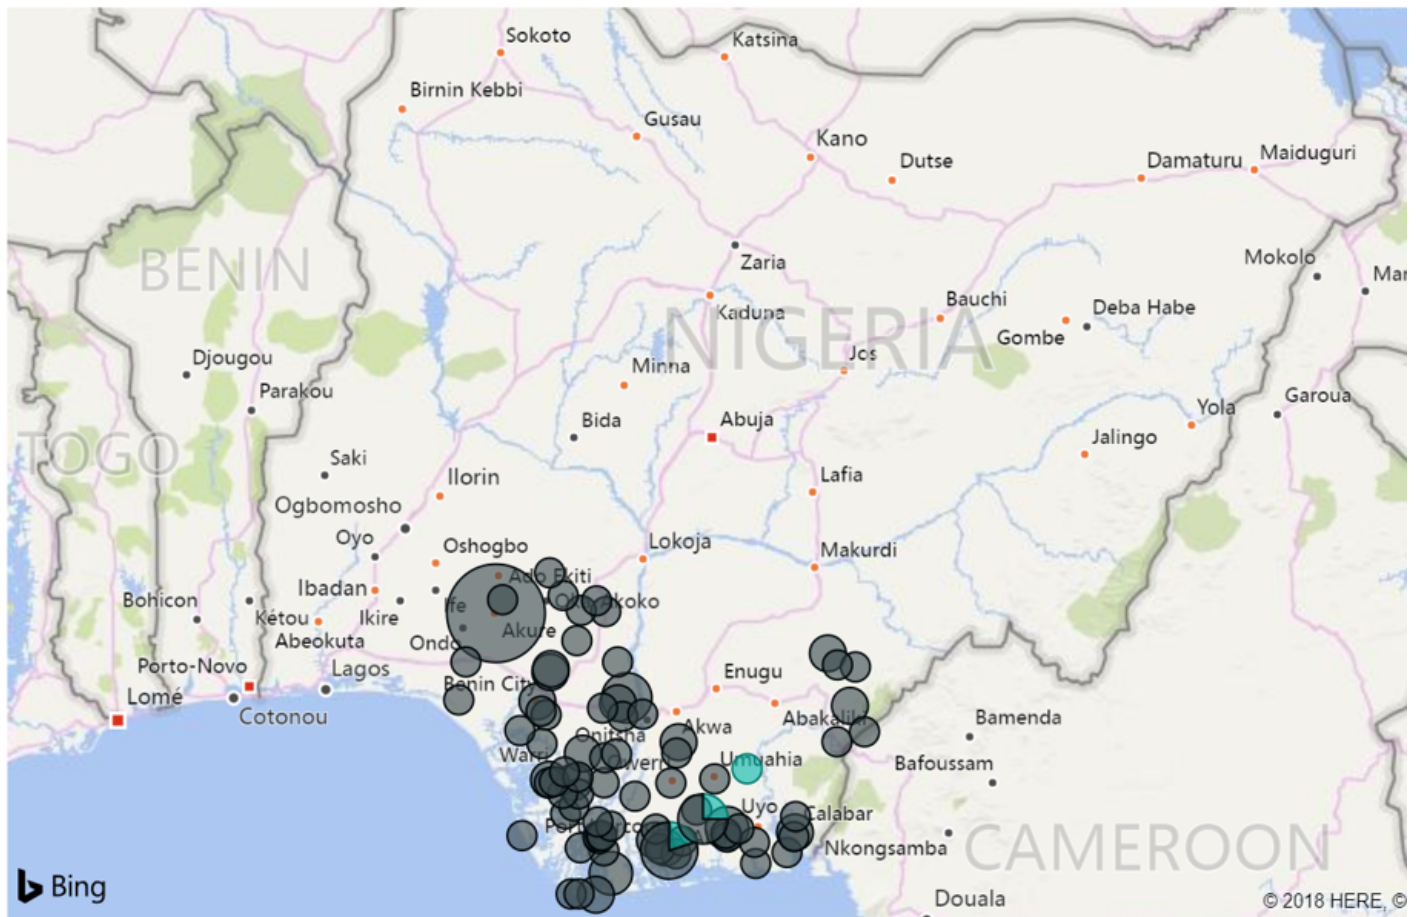 Sokoto
Katsina
Birnin Kebbi
Gusau
Kano
Dutse
Damaturu
Maiduguri
BENIN
Zaria
Mokolo
Mar
Kaduna
NIGERIA
Bauchi
Deba Habe
Gombe
Djougou
Minna
Jos
Parakou
Garoua
Yola
Bida
Abuja
Jalingo
TOGO
Saki
Ilorin
Lafia
Ogbomosho
Oyo
Oshogbo
Lokoja
Makurdi
Ado Ekiti
Ibadan
Bohicon
Ife
Kétou
Ikire
Akure
Abeokuta
Ondo
Porto-Novo
Lagos
Enugu
Benin City
Lomé
Cotonou
Akwa
Abakaliki
Bamenda
Onitsha
Warri
Owerri
Umuahia
Bafoussam
Uyo
Calabar
Nkongsamba
CAMEROON
Bing
Douala
© 2018 HERE, ©